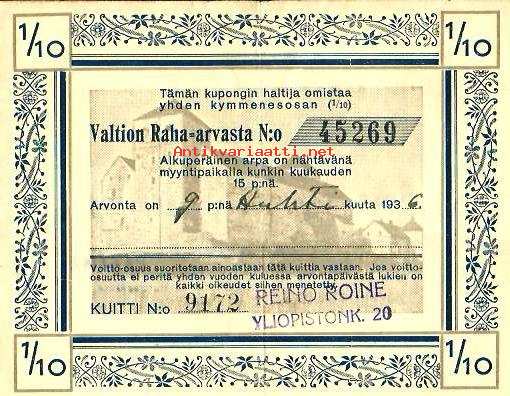 1/10
1/10
Tämän kupongin haltija omistaa
yhden kymmenesosan (1/10)
Valtion Raha-arvasta N:o 45269
Antikvariaatti.net
Alkuperäinen arpa on nähtävänä
myyntipaikalla kunkin kuukauden
15 p:nä.
Arvonta on 9 p:nä Huhti kuuta 1936.
Voitto-osuus suoritetaan ainoastaan tätä kuittia vastaan. Jos voitto-
osuutta ei peritä yhden vuoden kuluessa arvontapäivästä lukien on
kaikki oikeudet siihen menetetty.
KUITTI N:o 9172
REINO ROINE
YLIOPISTONK. 20
1/10
1/10